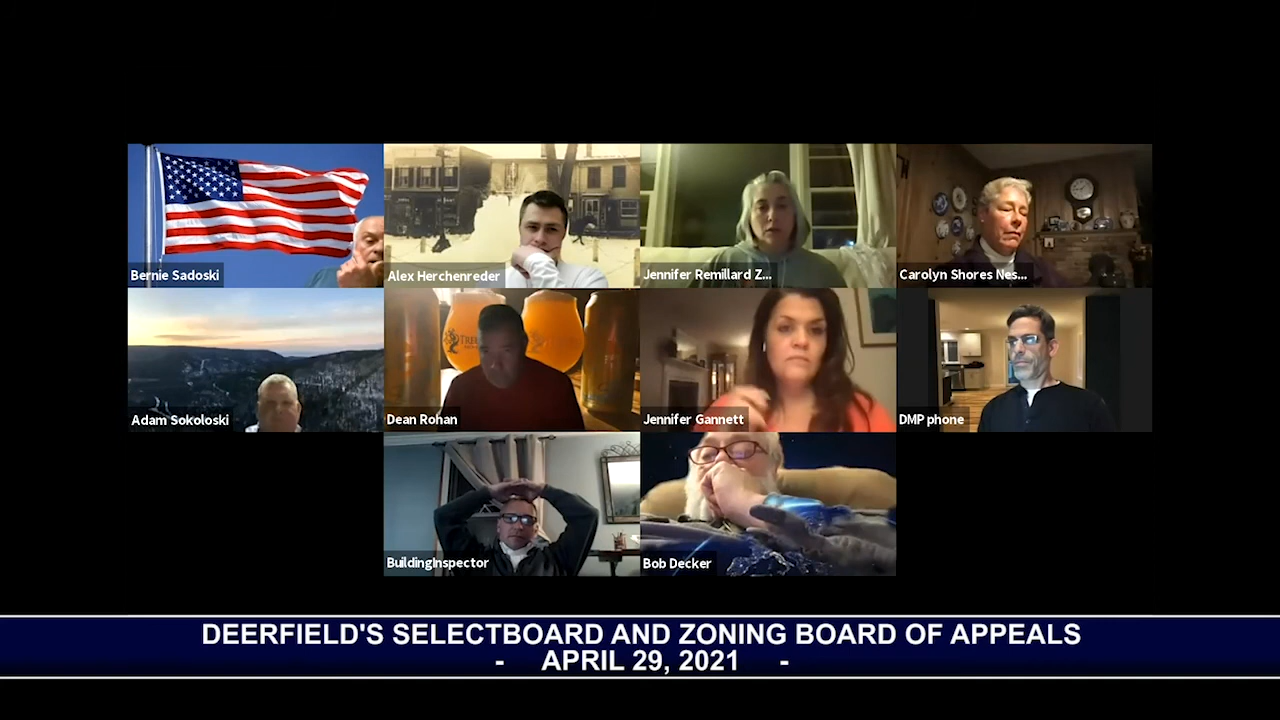 Bernie Sadoski
Alex Herchenreder
Jennifer Remillard Z...
Carolyn Shores Nes...
Adam Sokoloski
Dean Rohan
Jennifer Gannett
DMP phone
BuildingInspector
Bob Decker
DEERFIELD'S SELECTBOARD AND ZONING BOARD OF APPEALS
- APRIL 29, 2021 -